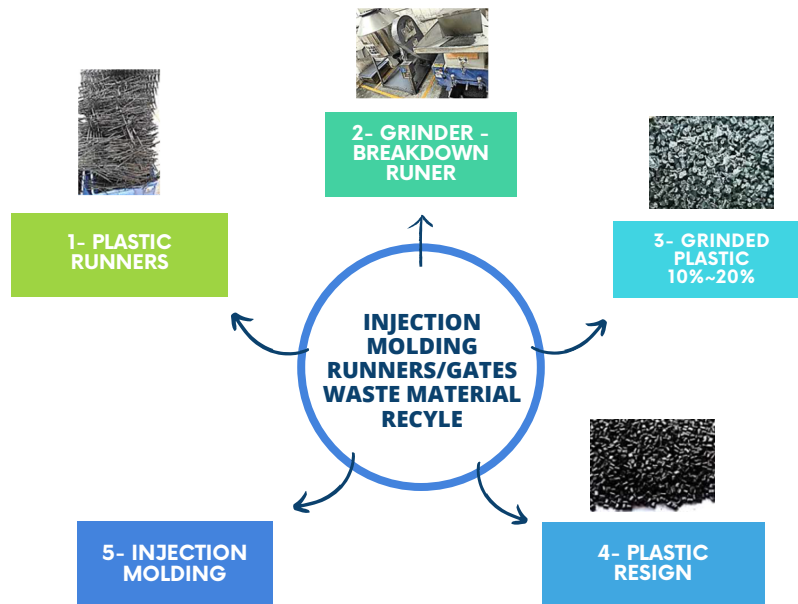 2- GRINDER -
BREAKDOWN
RUNER
1- PLASTIC
RUNNERS
3- GRINDED
PLASTIC
10%~20%
INJECTION
MOLDING
RUNNERS/GATES
WASTE MATERIAL
RECYLE
5- INJECTION
MOLDING
4- PLASTIC
RESIGN